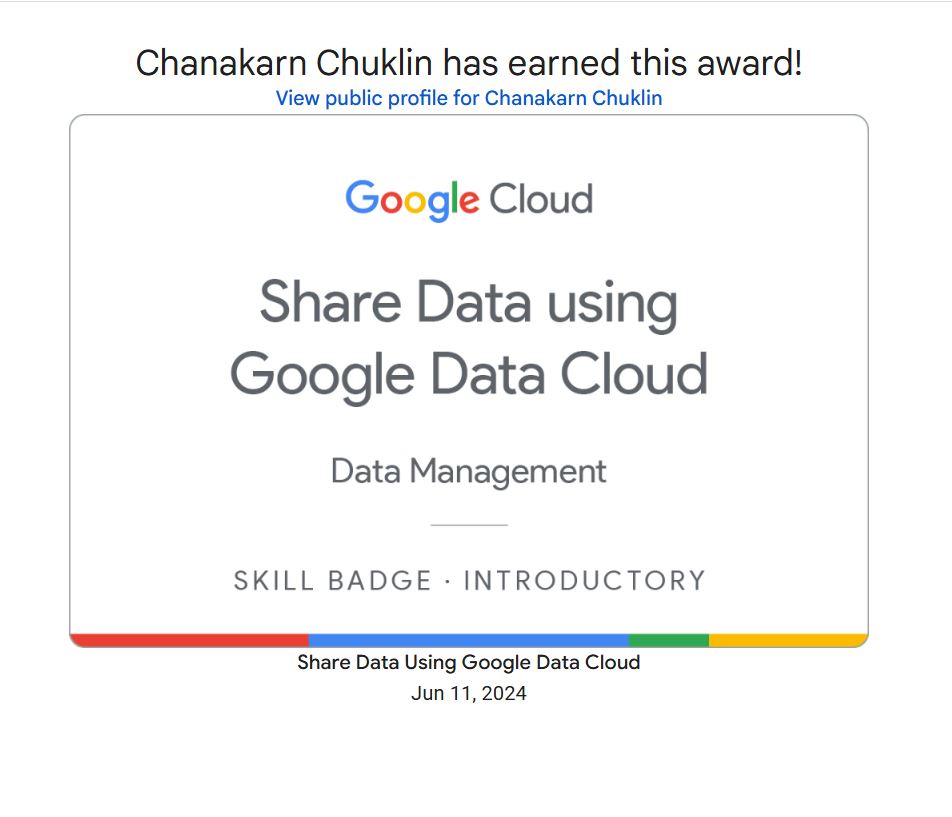 Chanakarn Chuklin has earned this award!
View public profile for Chanakarn Chuklin
Google Cloud
Share Data using
Google Data Cloud
Data Management
SKILL BADGE · INTRODUCTORY
Share Data Using Google Data Cloud
Jun 11, 2024